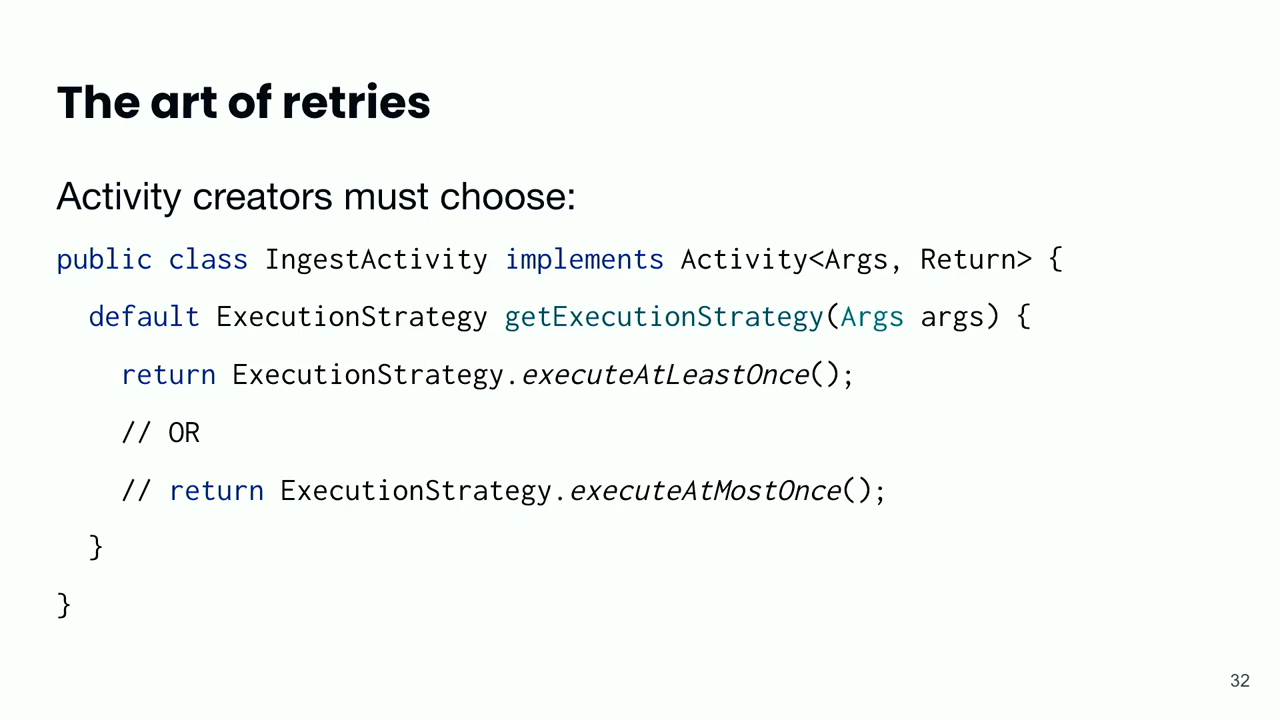 The art of retries
Activity creators must choose:
public class IngestActivity implements Activity<Args, Return> {
default ExecutionStrategy getExecutionStrategy(Args args) {
return ExecutionStrategy.executeAtLeastOnce();
// OR
// return ExecutionStrategy.executeAtMostOnce();
}
}
32